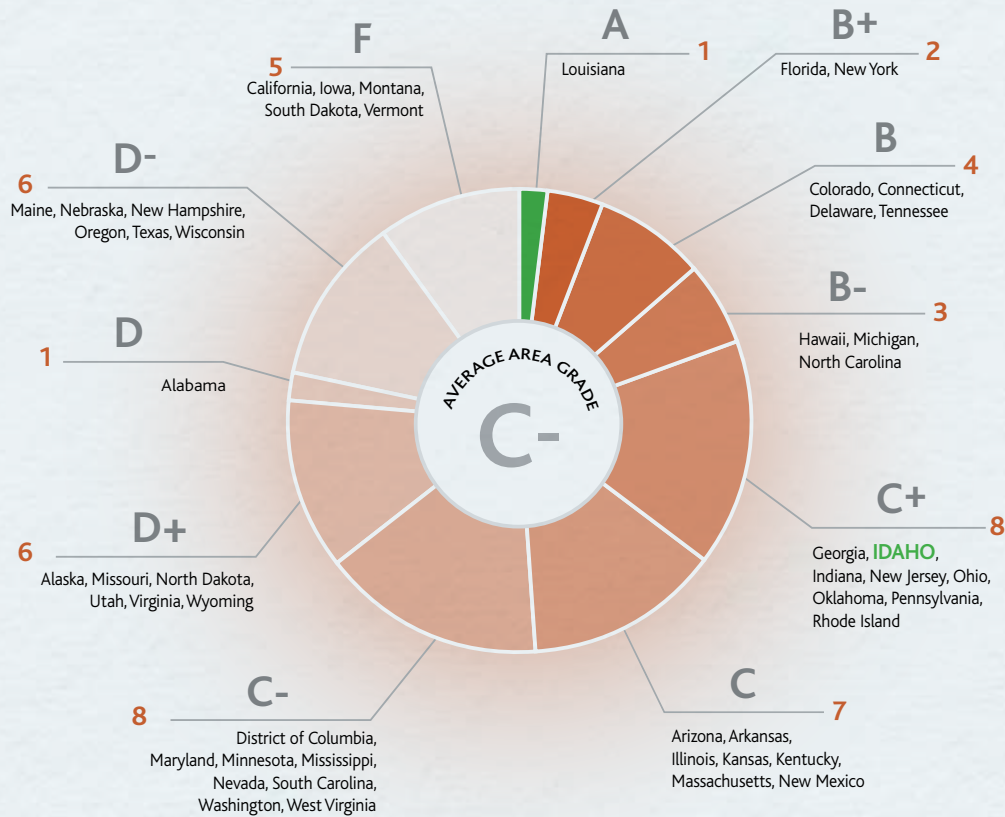 A
1
Louisiana
B+
2
Florida, New York
B
4
Colorado, Connecticut,
Delaware, Tennessee
B-
3
Hawaii, Michigan,
North Carolina
C+
8
Georgia, IDAHO,
Indiana, New Jersey, Ohio,
Oklahoma, Pennsylvania,
Rhode Island
C
7
Arizona, Arkansas,
Illinois, Kansas, Kentucky,
Massachusetts, New Mexico
C-
8
District of Columbia,
Maryland, Minnesota, Mississippi,
Nevada, South Carolina,
Washington, West Virginia
D+
6
Alaska, Missouri, North Dakota,
Utah, Virginia, Wyoming
D
1
Alabama
D-
6
Maine, Nebraska, New Hampshire,
Oregon, Texas, Wisconsin
F
5
California, Iowa, Montana,
South Dakota, Vermont
AVERAGE AREA GRADE
C-